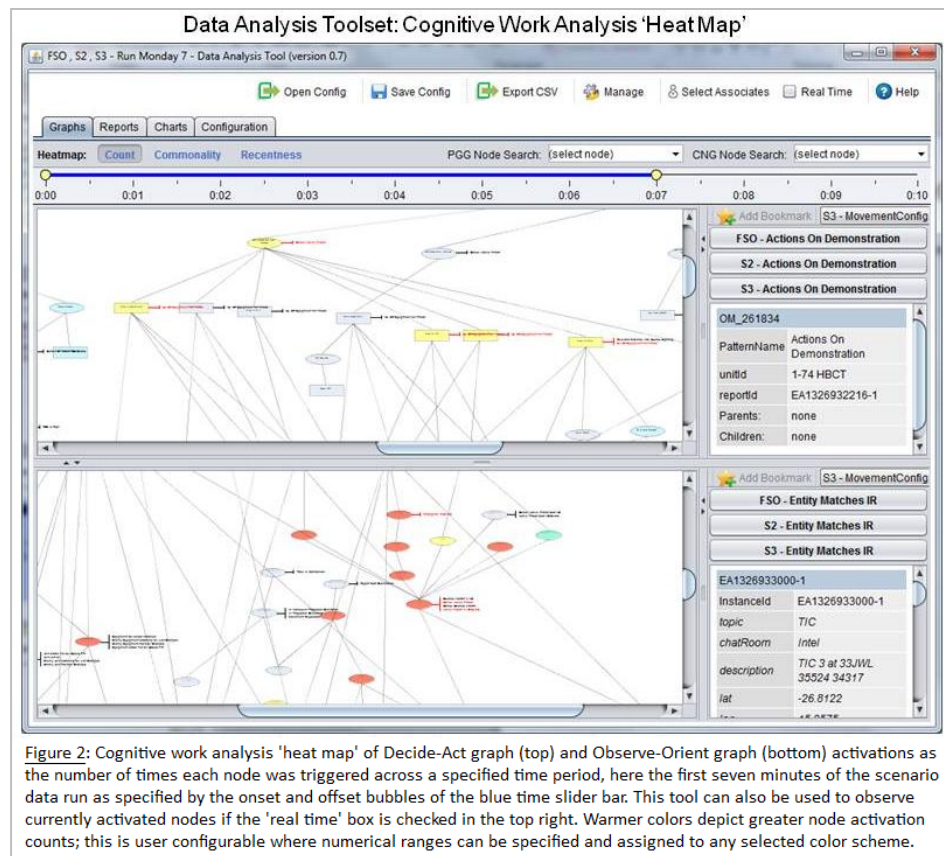 Data Analysis Toolset: Cognitive Work Analysis ‘Heat Map’
FSO , S2 , S3 - Run Monday 7 - Data Analysis Tool (version 0.7)
Open Config Save Config Export CSV Manage Select Associates Real Time Help
Graphs Reports Charts Configuration
Heatmap: Count Commonality Recentness PGG Node Search: (select node) CNG Node Search: (select node)
0:00 0:01 0:02 0:03 0:04 0:05 0:06 0:07 0:08 0:09 0:10
Add Bookmark S3 - MovementConfig
FSO - Actions On Demonstration
S2 - Actions On Demonstration
S3 - Actions On Demonstration
OM_261834
PatternName Actions On
Demonstration
unitId 1-74 HBCT
reportId EA1326932216-1
Parents: none
Children: none
Add Bookmark S3 - MovementConfig
FSO - Entity Matches IR
S2 - Entity Matches IR
S3 - Entity Matches IR
EA1326933000-1
InstanceId EA1326933000-1
topic TIC
chatRoom Intel
description TIC 3 at 33JWL
35524 34317
lat -26.8122
Figure 2: Cognitive work analysis 'heat map' of Decide-Act graph (top) and Observe-Orient graph (bottom) activations as
the number of times each node was triggered across a specified time period, here the first seven minutes of the scenario
data run as specified by the onset and offset bubbles of the blue time slider bar. This tool can also be used to observe
currently activated nodes if the 'real time' box is checked in the top right. Warmer colors depict greater node activation
counts; this is user configurable where numerical ranges can be specified and assigned to any selected color scheme.